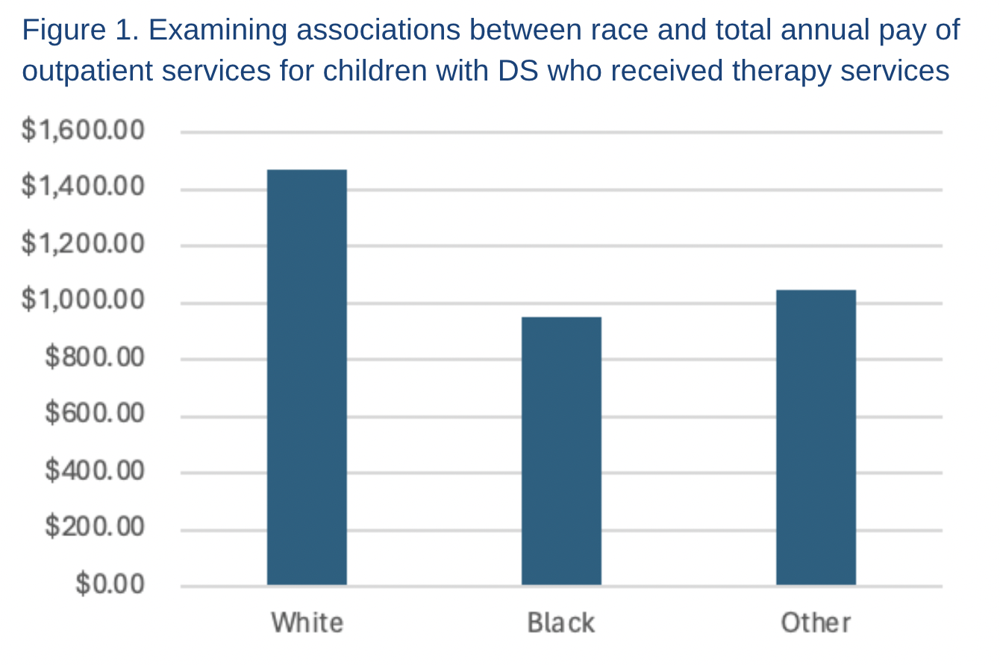 Figure 1. Examining associations between race and total annual pay of
outpatient services for children with DS who received therapy services
$1,600.00
$1,400.00
$1,200.00
$1,000.00
$800.00
$600.00
$400.00
$200.00
$0.00
White
Black
Other